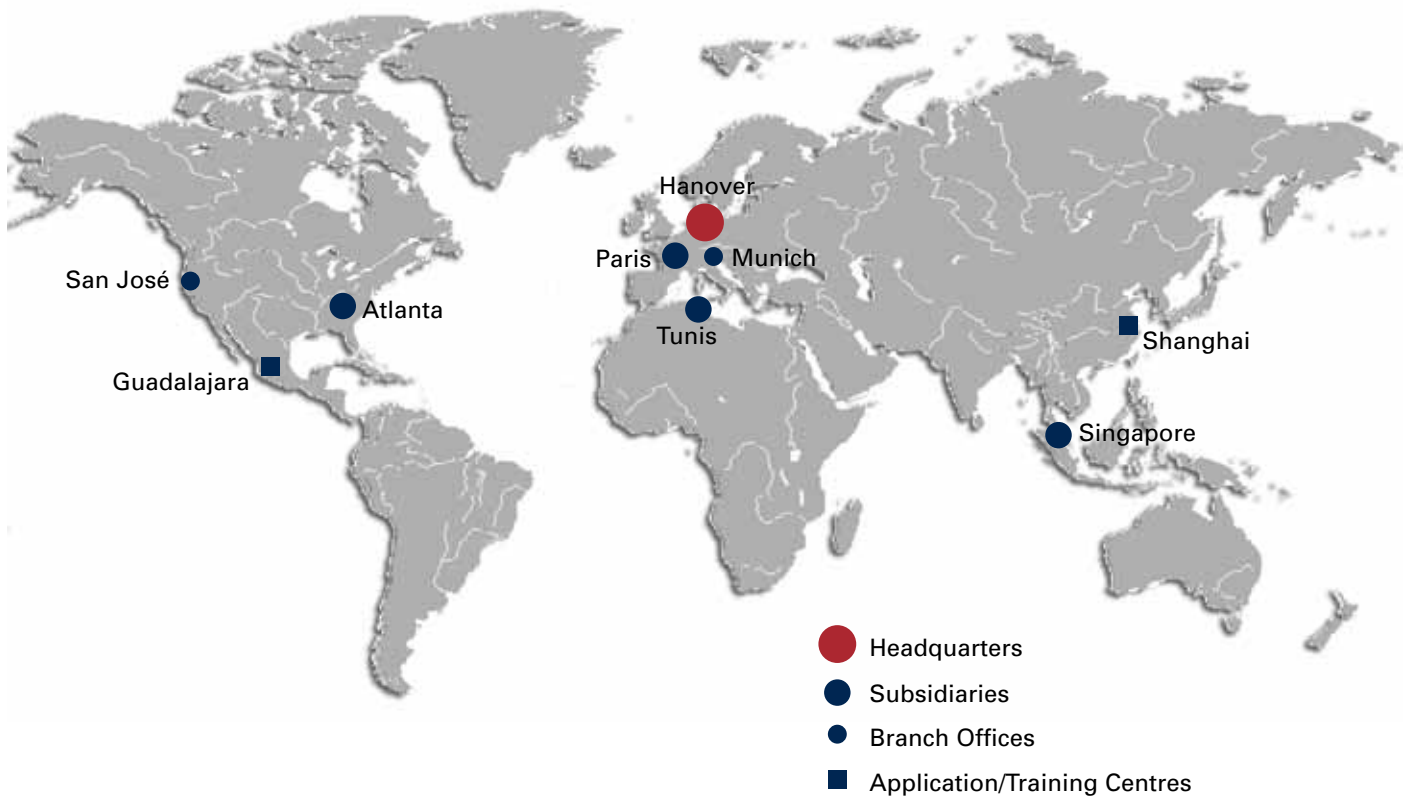 Hanover
Paris
Munich
San José
Atlanta
Tunis
Shanghai
Guadalajara
Singapore
Headquarters
Subsidiaries
Branch Offices
Application/Training Centres